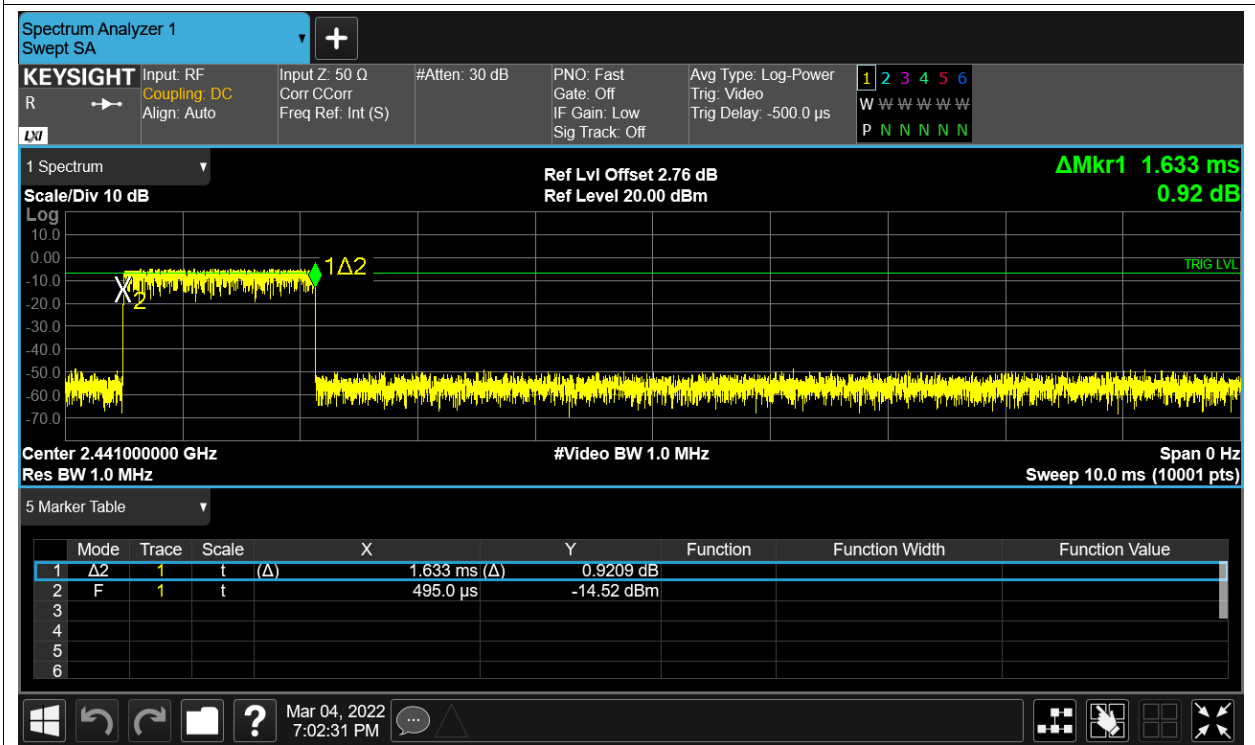 Spectrum Analyzer 1
Swept SA
KEYSIGHT
R
LXI
Input: RF
Coupling: DC
Align: Auto
Input Z: 50 Ω
Corr CCorr
Freq Ref: Int (S)
#Atten: 30 dB
PNO: Fast
Gate: Off
IF Gain: Low
Sig Track: Off
Avg Type: Log-Power
Trig: Video
Trig Delay: -500.0 µs
1 2 3 4 5 6
W W W W W W
P N N N N N
1 Spectrum
Scale/Div 10 dB
Ref Lvl Offset 2.76 dB
Ref Level 20.00 dBm
ΔMkr1 1.633 ms
0.92 dB
Log
10.0
0.00
-10.0
-20.0
-30.0
-40.0
-50.0
-60.0
-70.0
1Δ2
2
TRIG LVL
Center 2.441000000 GHz
#Video BW 1.0 MHz
Span 0 Hz
Res BW 1.0 MHz
Sweep 10.0 ms (10001 pts)
5 Marker Table
Mode Trace Scale X Y Function Function Width Function Value
1 Δ2 1 t (Δ) 1.633 ms (Δ) 0.9209 dB
2 F 1 t 495.0 µs -14.52 dBm
3
4
5
6
?
Mar 04, 2022
7:02:31 PM